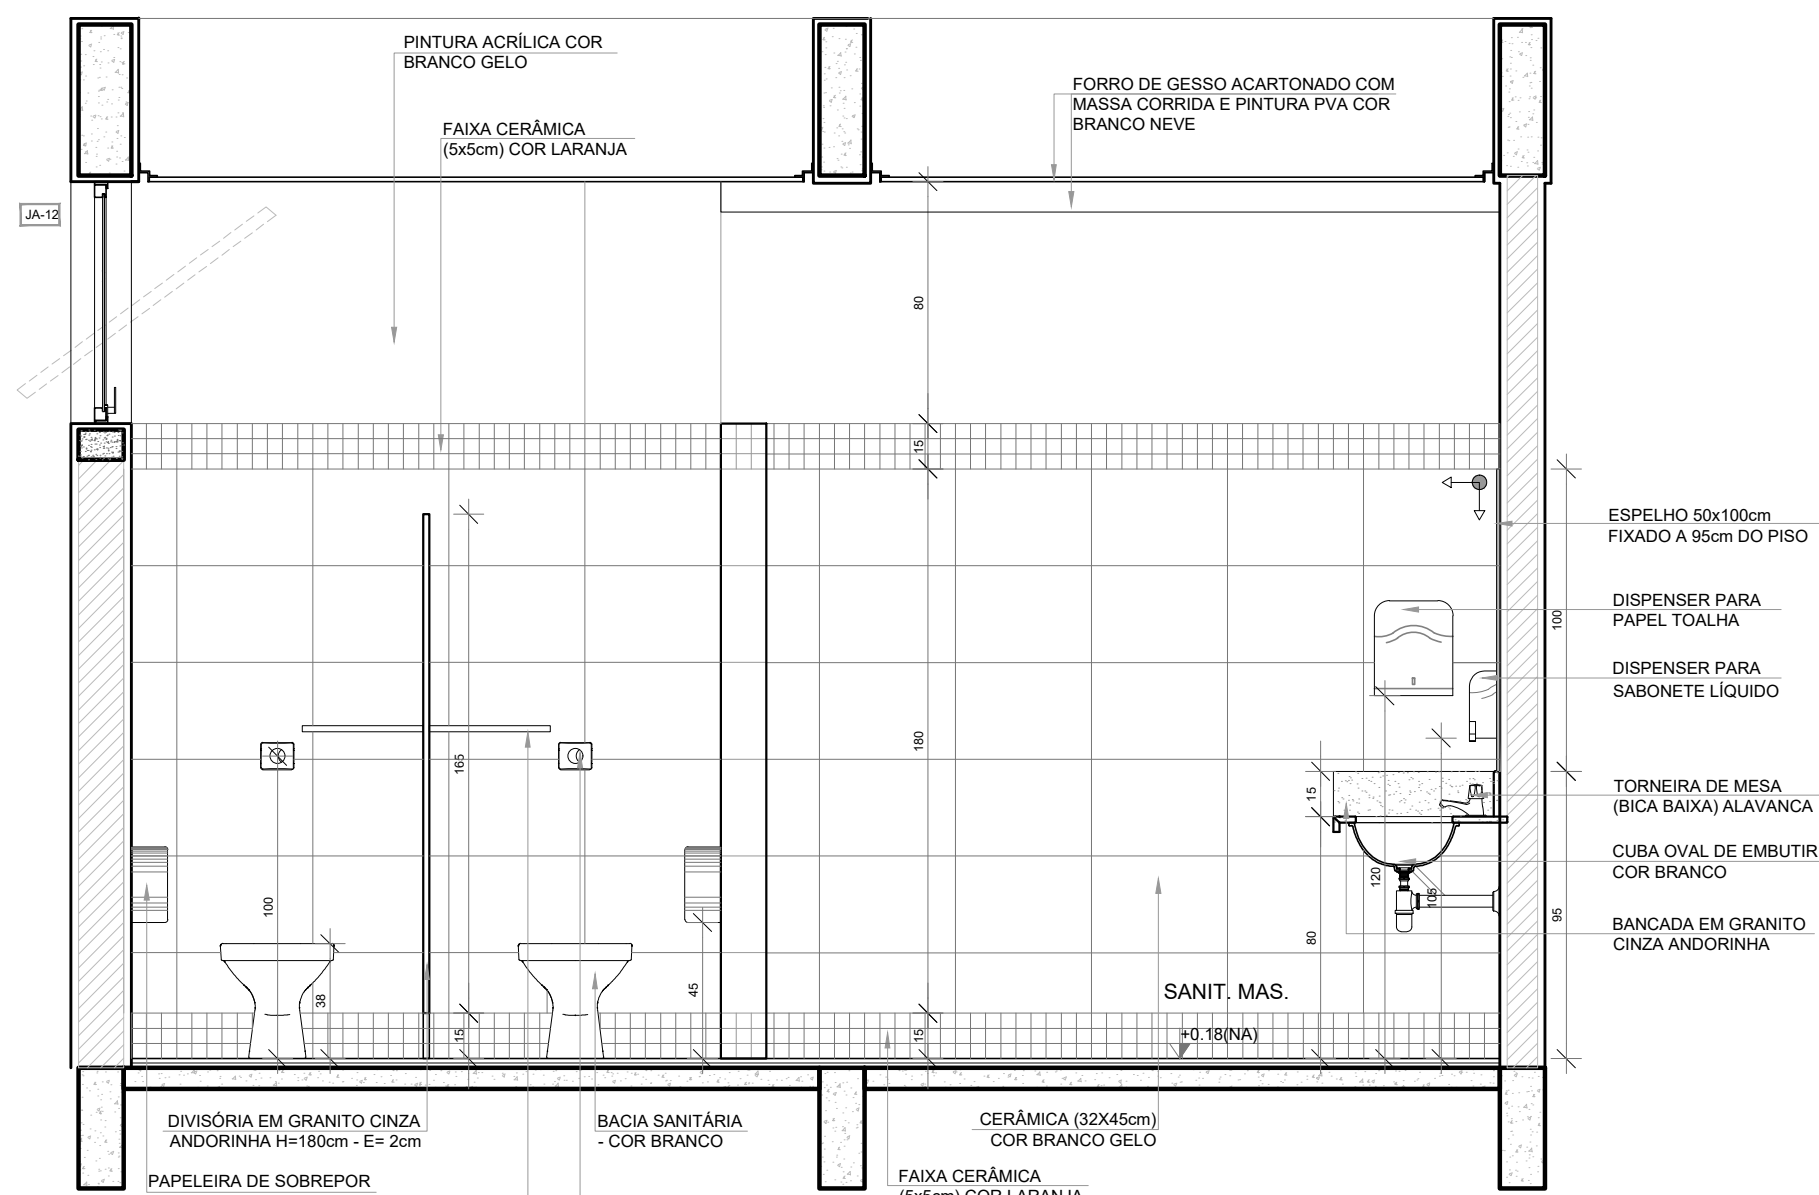 PINTURA ACRÍLICA COR
BRANCO GELO
FORRO DE GESSO ACARTONADO COM
MASSA CORRIDA E PINTURA PVA COR
BRANCO NEVE
FAIXA CERÂMICA
(5x5cm) COR LARANJA
JA-12
80
15
ESPELHO 50x100cm
FIXADO A 95cm DO PISO
DISPENSER PARA
PAPEL TOALHA
100
DISPENSER PARA
SABONETE LÍQUIDO
165
180
15
TORNEIRA DE MESA
(BICA BAIXA) ALAVANCA
CUBA OVAL DE EMBUTIR
COR BRANCO
120
105
100
95
BANCADA EM GRANITO
CINZA ANDORINHA
80
38
45
SANIT. MAS.
15
15
+0.18(NA)
DIVISÓRIA EM GRANITO CINZA
ANDORINHA H=180cm - E= 2cm
BACIA SANITÁRIA
- COR BRANCO
CERÂMICA (32X45cm)
COR BRANCO GELO
PAPELEIRA DE SOBREPOR
FAIXA CERÂMICA
(5x5cm) COR LARANJA